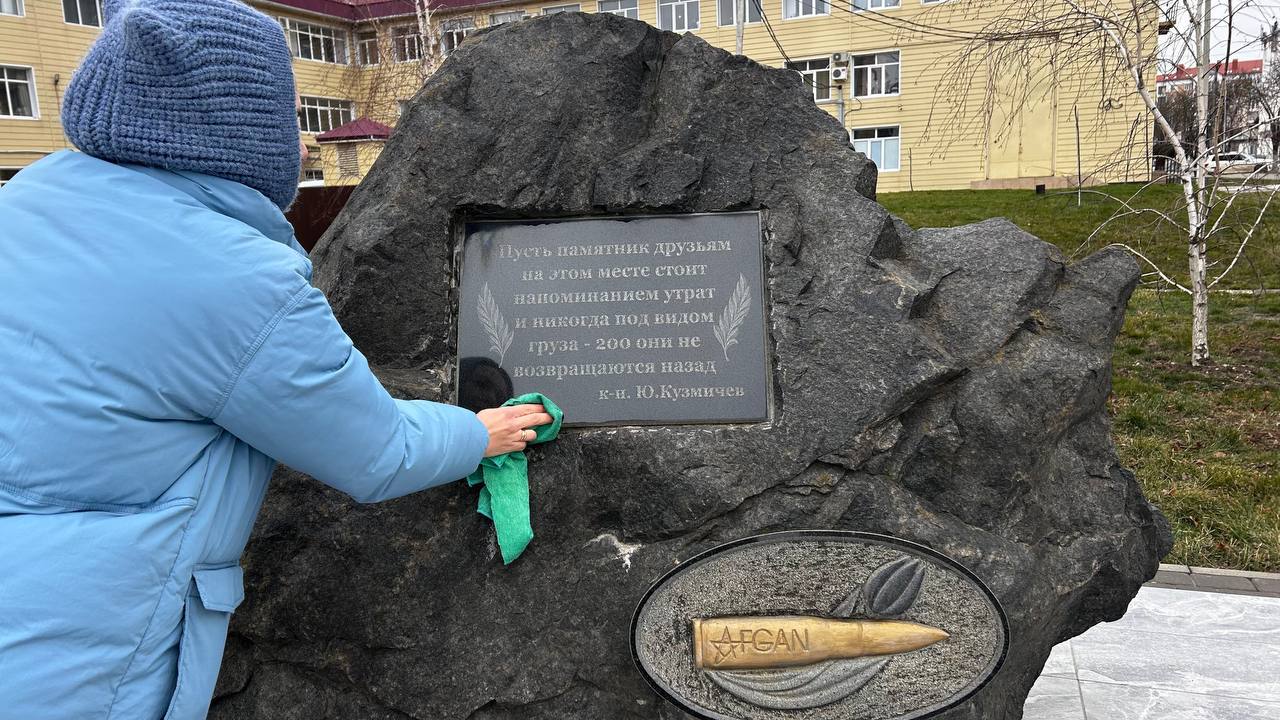 Пусть памятник друзьям
на этом месте стоит
напоминанием утрат
и никогда под видом
груза - 200 они не
возвращаются назад
к-н. Ю.Кузмичев
AFGAN